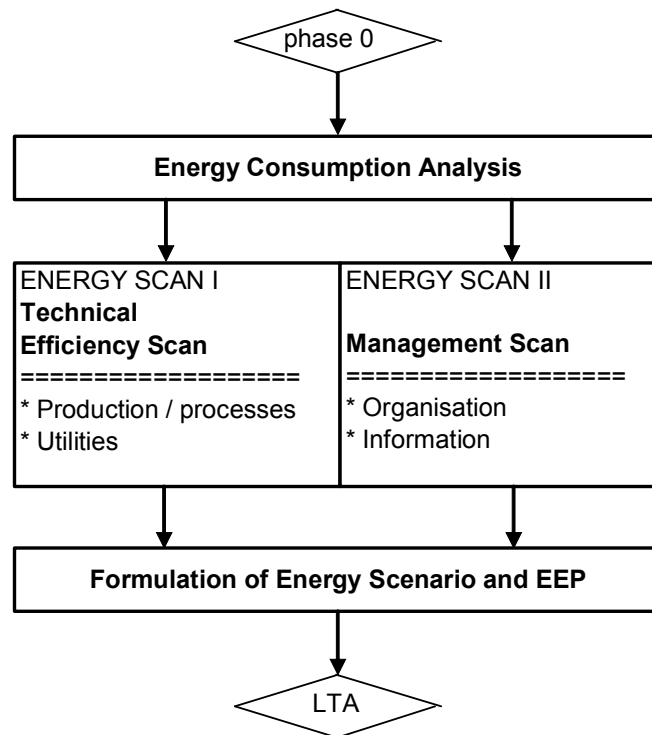 phase 0
Energy Consumption Analysis
ENERGY SCAN I
Technical
Efficiency Scan
===================
* Production / processes
* Utilities
ENERGY SCAN II
Management Scan
===================
* Organisation
* Information
Formulation of Energy Scenario and EEP
LTA